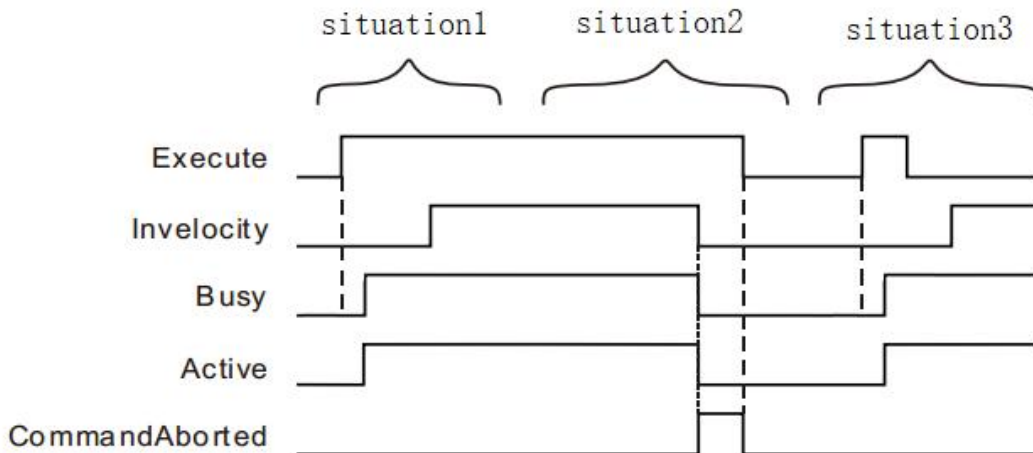 situation1 situation2 situation3
Execute
Invelocity
Busy
Active
CommandAborted